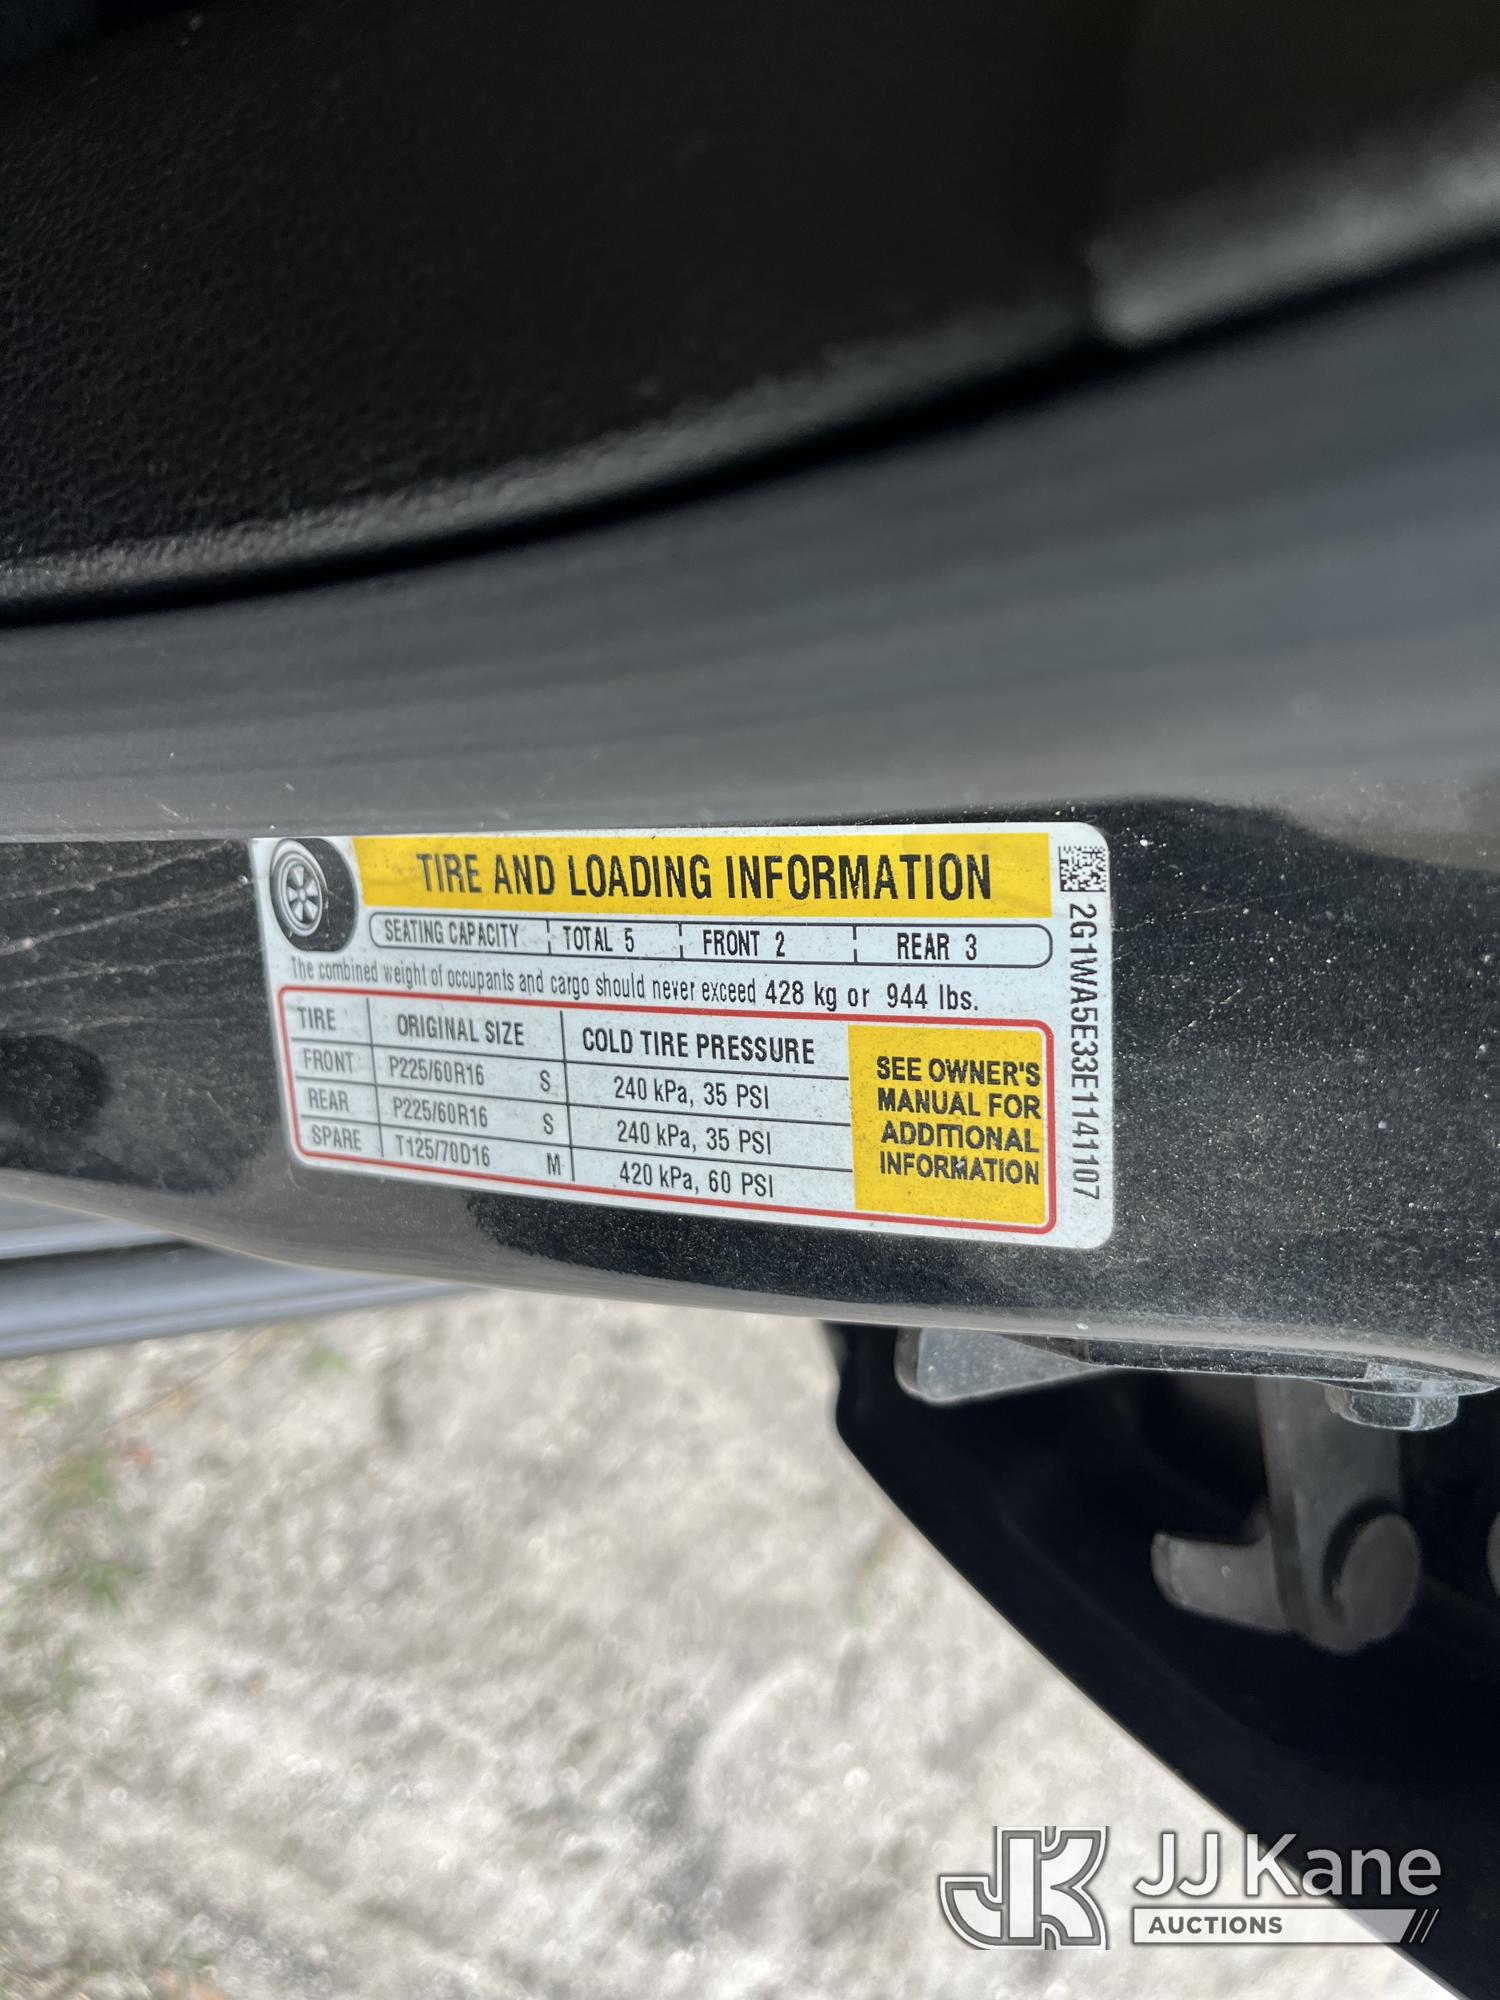 TIRE AND LOADING INFORMATION
SEATING CAPACITY TOTAL 5 FRONT 2 REAR 3
The combined weight of occupants and cargo should never exceed 428 kg or 944 lbs.
TIRE ORIGINAL SIZE COLD TIRE PRESSURE
FRONT P225/60R16 S 240 kPa, 35 PSI
REAR P225/60R16 S 240 kPa, 35 PSI
SPARE T125/70D16 M 420 kPa, 60 PSI
SEE OWNER'S
MANUAL FOR
ADDITIONAL
INFORMATION
2G1WA5E33E1141107
JK JJ Kane
AUCTIONS